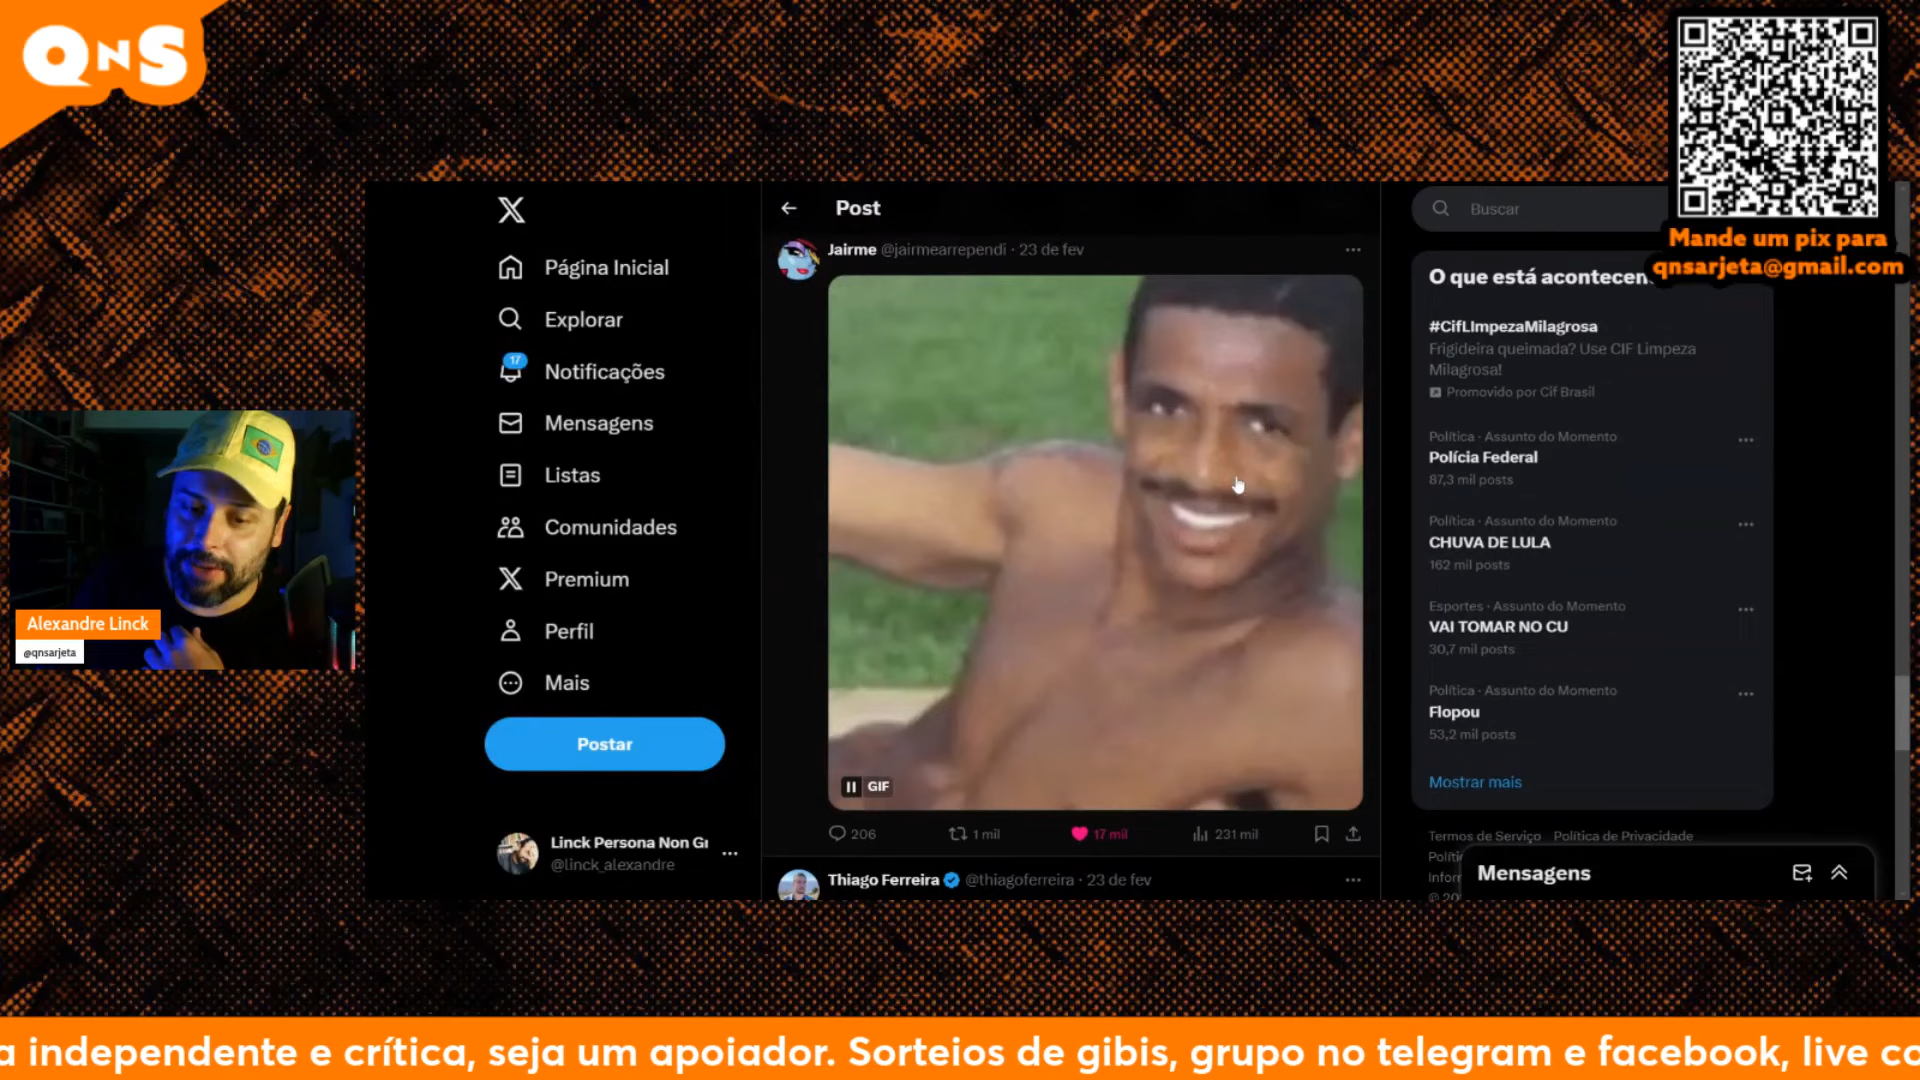 QNS
Mande um pix para
qnsarjeta@gmail.com
Alexandre Linck
@qnsarjeta
Página Inicial
Explorar
17
Notificações
Mensagens
Listas
Comunidades
Premium
Perfil
Mais
Postar
Linck Persona Non Gr
@linck_alexandre
Post
Jairme @jairmearrependi · 23 de fev
GIF
206 1 mil 17 mil 231 mil
Thiago Ferreira @thiagoferreira · 23 de fev
Buscar
O que está acontecen
#CifLImpezaMilagrosa
Frigideira queimada? Use CIF Limpeza
Milagrosa!
Promovido por Cif Brasil
Política · Assunto do Momento
Polícia Federal
87,3 mil posts
Política · Assunto do Momento
CHUVA DE LULA
162 mil posts
Esportes · Assunto do Momento
VAI TOMAR NO CU
30,7 mil posts
Política · Assunto do Momento
Flopou
53,2 mil posts
Mostrar mais
Termos de Serviço Política de Privacidade
Políti
Infor
© 20
Mensagens
a independente e crítica, seja um apoiador. Sorteios de gibis, grupo no telegram e facebook, live co